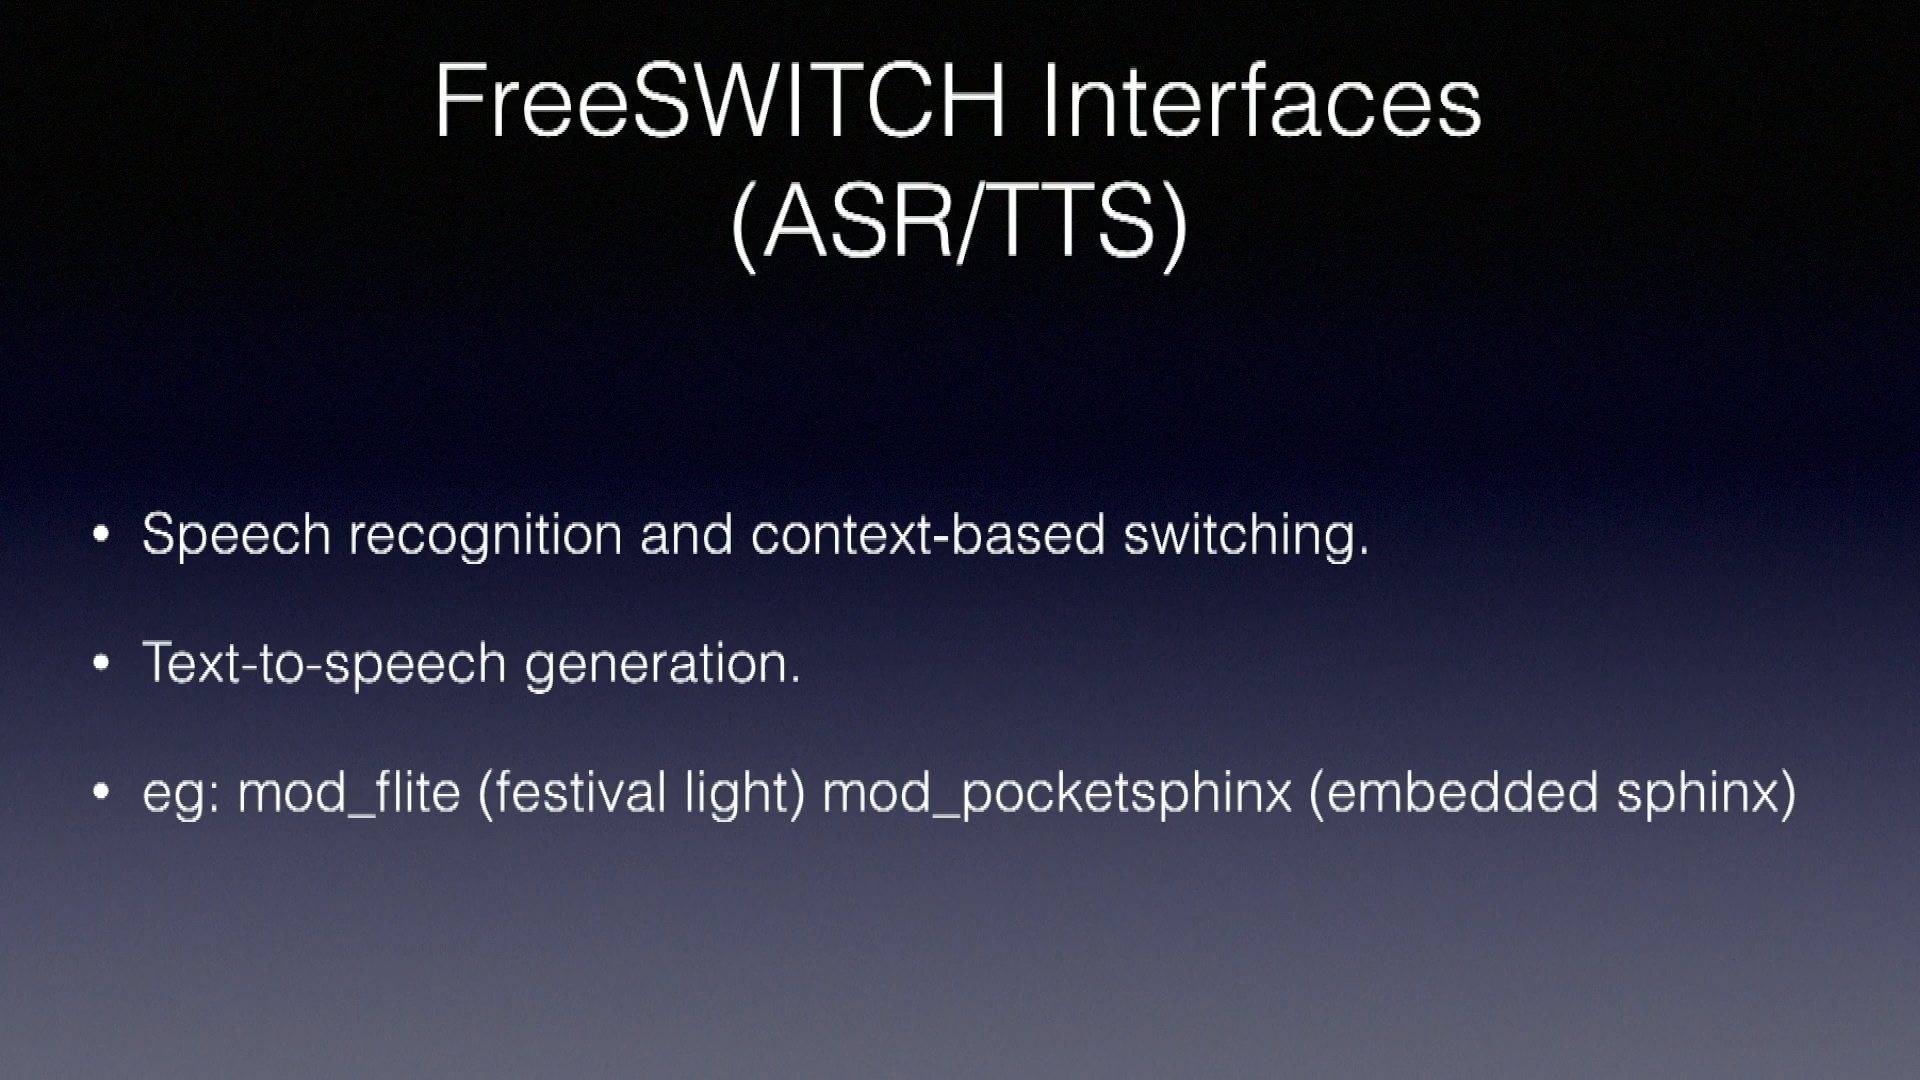 FreeSWITCH Interfaces
(ASR/TTS)
• Speech recognition and context-based switching.
• Text-to-speech generation.
• eg: mod_flite (festival light) mod_pocketsphinx (embedded sphinx)